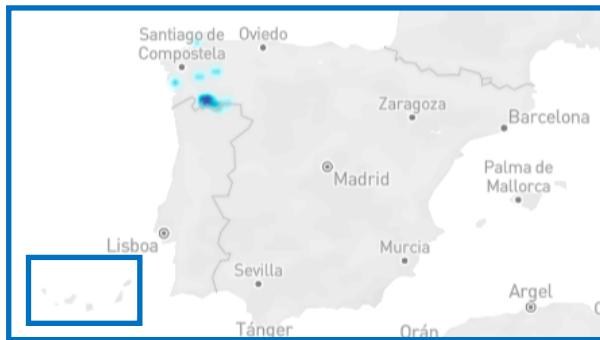 Santiago de
Compostela
Oviedo
Zaragoza
Barcelona
Madrid
Palma de
Mallorca
Lisboa
Murcia
Sevilla
Argel
Tánger
Orán